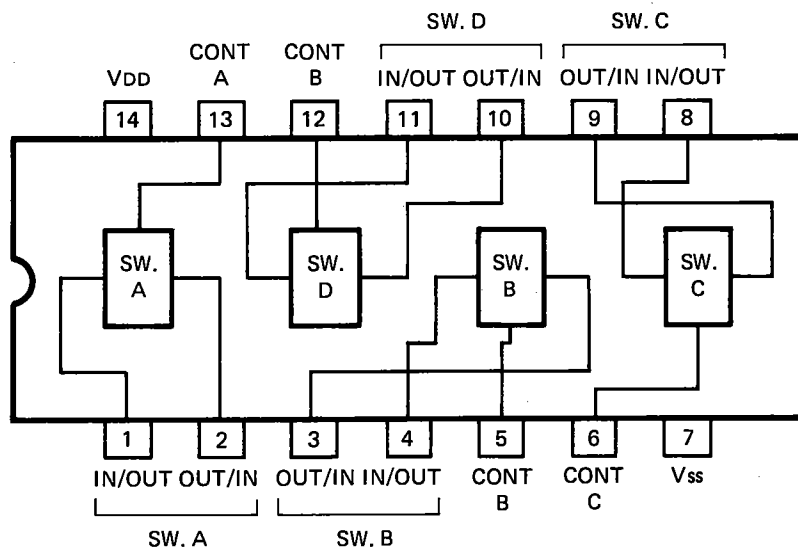 SW. D
SW. C
VDD
CONT
A
CONT
B
IN/OUT OUT/IN
OUT/IN IN/OUT
14
13
12
11
10
9
8
SW.
A
SW.
D
SW.
B
SW.
C
1
2
3
4
5
6
7
IN/OUT OUT/IN
OUT/IN IN/OUT
CONT
B
CONT
C
Vss
SW. A
SW. B